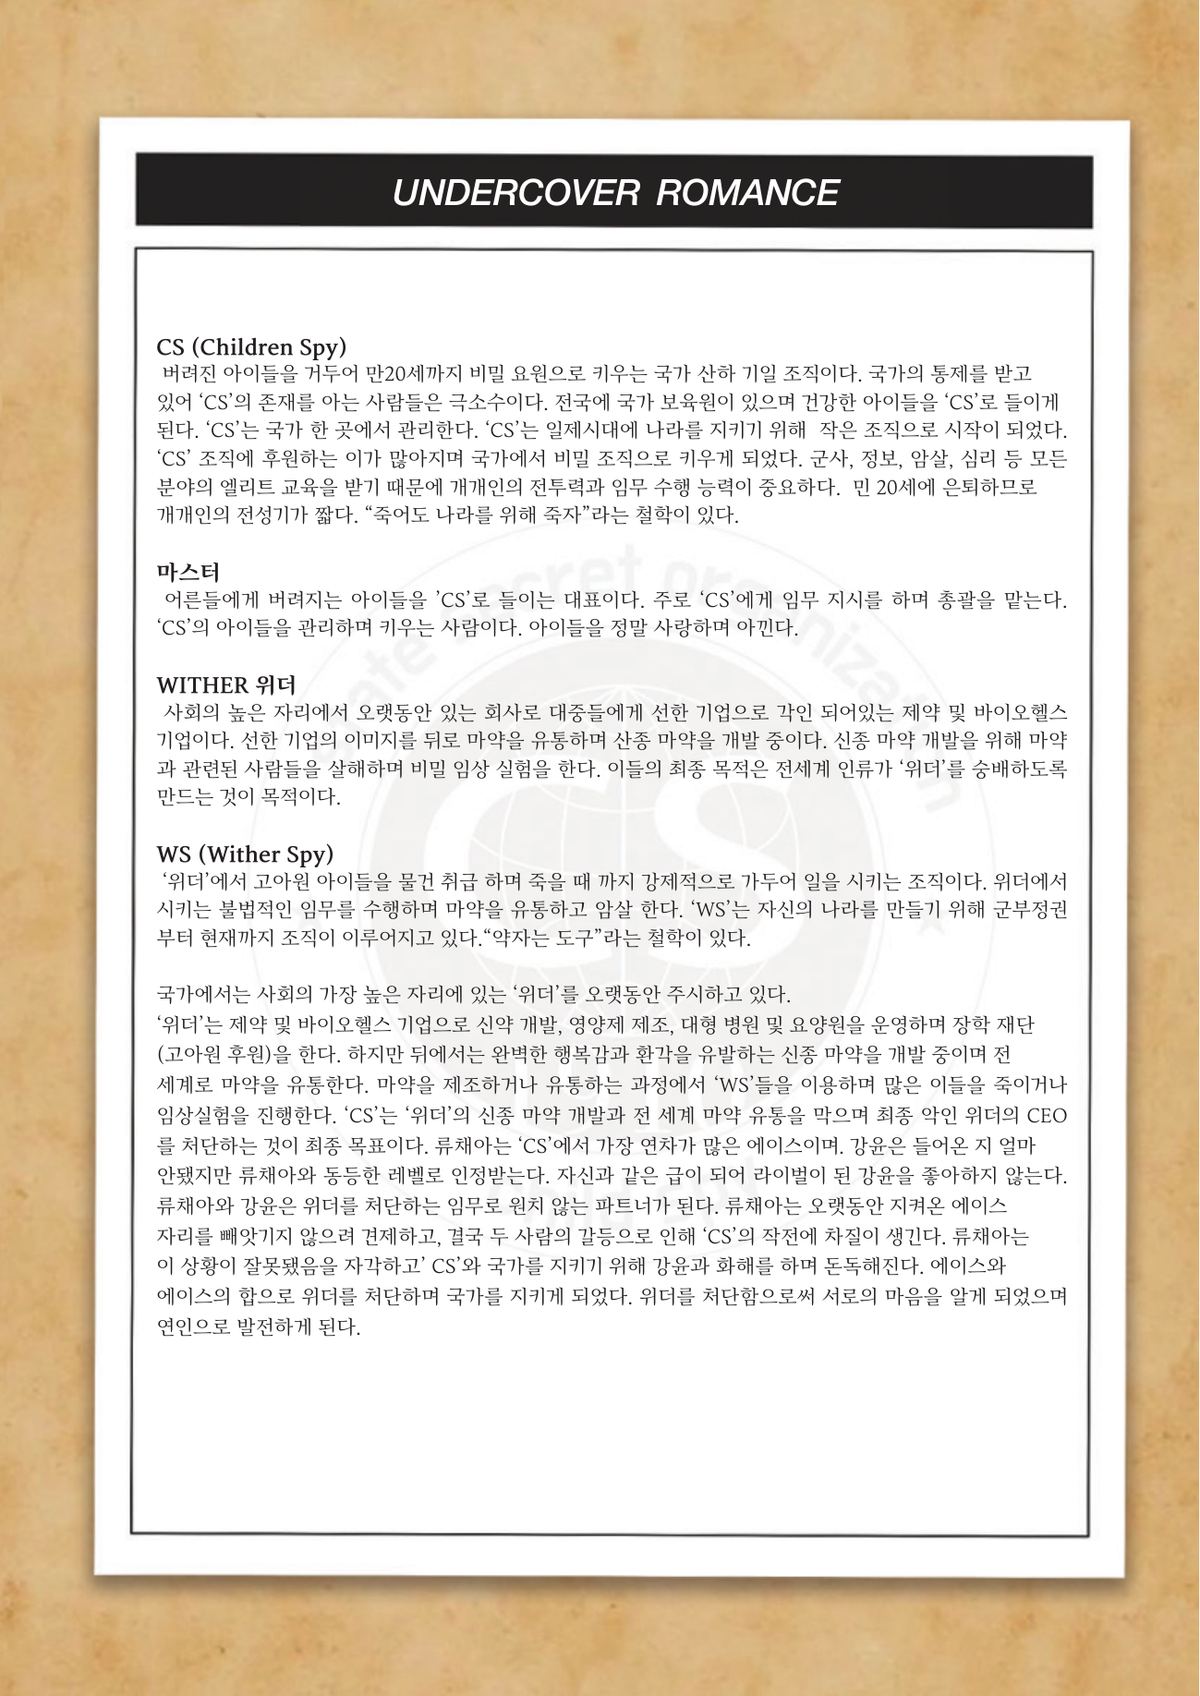 UNDERCOVER ROMANCE
CS (Children Spy)
버려진 아이들을 거두어 만20세까지 비밀 요원으로 키우는 국가 산하 기일 조직이다. 국가의 통제를 받고
있어 ‘CS’의 존재를 아는 사람들은 극소수이다. 전국에 국가 보육원이 있으며 건강한 아이들을 ‘CS’로 들이게
된다. ‘CS’는 국가 한 곳에서 관리한다. ‘CS’는 일제시대에 나라를 지키기 위해 작은 조직으로 시작이 되었다.
‘CS’ 조직에 후원하는 이가 많아지며 국가에서 비밀 조직으로 키우게 되었다. 군사, 정보, 암살, 심리 등 모든
분야의 엘리트 교육을 받기 때문에 개개인의 전투력과 임무 수행 능력이 중요하다. 민 20세에 은퇴하므로
개개인의 전성기가 짧다. “죽어도 나라를 위해 죽자”라는 철학이 있다.
마스터
어른들에게 버려지는 아이들을 ’CS’로 들이는 대표이다. 주로 ‘CS’에게 임무 지시를 하며 총괄을 맡는다.
‘CS’의 아이들을 관리하며 키우는 사람이다. 아이들을 정말 사랑하며 아낀다.
WITHER 위더
사회의 높은 자리에서 오랫동안 있는 회사로 대중들에게 선한 기업으로 각인 되어있는 제약 및 바이오헬스
기업이다. 선한 기업의 이미지를 뒤로 마약을 유통하며 산종 마약을 개발 중이다. 신종 마약 개발을 위해 마약
과 관련된 사람들을 살해하며 비밀 임상 실험을 한다. 이들의 최종 목적은 전세계 인류가 ‘위더’를 숭배하도록
만드는 것이 목적이다.
WS (Wither Spy)
‘위더’에서 고아원 아이들을 물건 취급 하며 죽을 때 까지 강제적으로 가두어 일을 시키는 조직이다. 위더에서
시키는 불법적인 임무를 수행하며 마약을 유통하고 암살 한다. ‘WS’는 자신의 나라를 만들기 위해 군부정권
부터 현재까지 조직이 이루어지고 있다.“약자는 도구”라는 철학이 있다.
국가에서는 사회의 가장 높은 자리에 있는 ‘위더’를 오랫동안 주시하고 있다.
‘위더’는 제약 및 바이오헬스 기업으로 신약 개발, 영양제 제조, 대형 병원 및 요양원을 운영하며 장학 재단
(고아원 후원)을 한다. 하지만 뒤에서는 완벽한 행복감과 환각을 유발하는 신종 마약을 개발 중이며 전
세계로 마약을 유통한다. 마약을 제조하거나 유통하는 과정에서 ‘WS’들을 이용하며 많은 이들을 죽이거나
임상실험을 진행한다. ‘CS’는 ‘위더’의 신종 마약 개발과 전 세계 마약 유통을 막으며 최종 악인 위더의 CEO
를 처단하는 것이 최종 목표이다. 류채아는 ‘CS’에서 가장 연차가 많은 에이스이며. 강윤은 들어온 지 얼마
안됐지만 류채아와 동등한 레벨로 인정받는다. 자신과 같은 급이 되어 라이벌이 된 강윤을 좋아하지 않는다.
류채아와 강윤은 위더를 처단하는 임무로 원치 않는 파트너가 된다. 류채아는 오랫동안 지켜온 에이스
자리를 빼앗기지 않으려 견제하고, 결국 두 사람의 갈등으로 인해 ‘CS’의 작전에 차질이 생긴다. 류채아는
이 상황이 잘못됐음을 자각하고’ CS’와 국가를 지키기 위해 강윤과 화해를 하며 돈독해진다. 에이스와
에이스의 합으로 위더를 처단하며 국가를 지키게 되었다. 위더를 처단함으로써 서로의 마음을 알게 되었으며
연인으로 발전하게 된다.